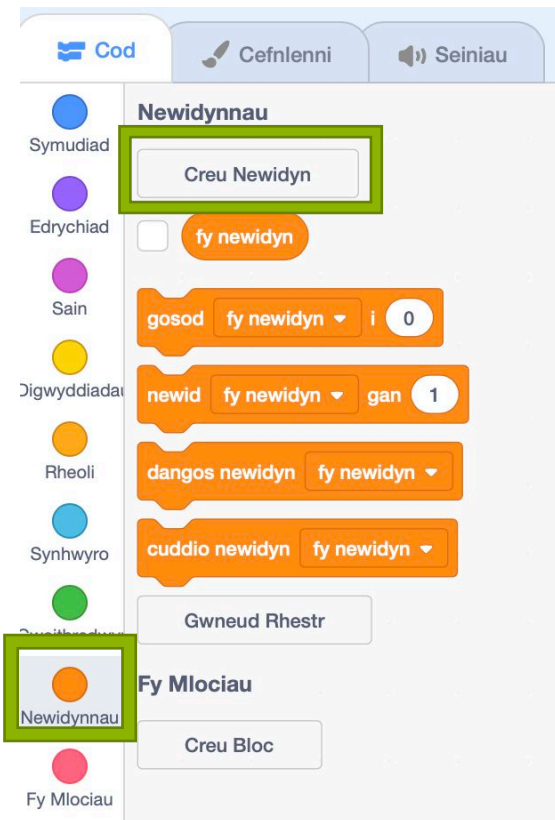 Cod
Cefnlenni
Seiniau
Symudiad
Edrychiad
Sain
Digwyddiadau
Rheoli
Synhwyro
Newidynnau
Fy Mlociau
Newidynnau
Creu Newidyn
fy newidyn
gosod fy newidyn i 0
newid fy newidyn gan 1
dangos newidyn fy newidyn
cuddio newidyn fy newidyn
Gwneud Rhestr
Fy Mlociau
Creu Bloc